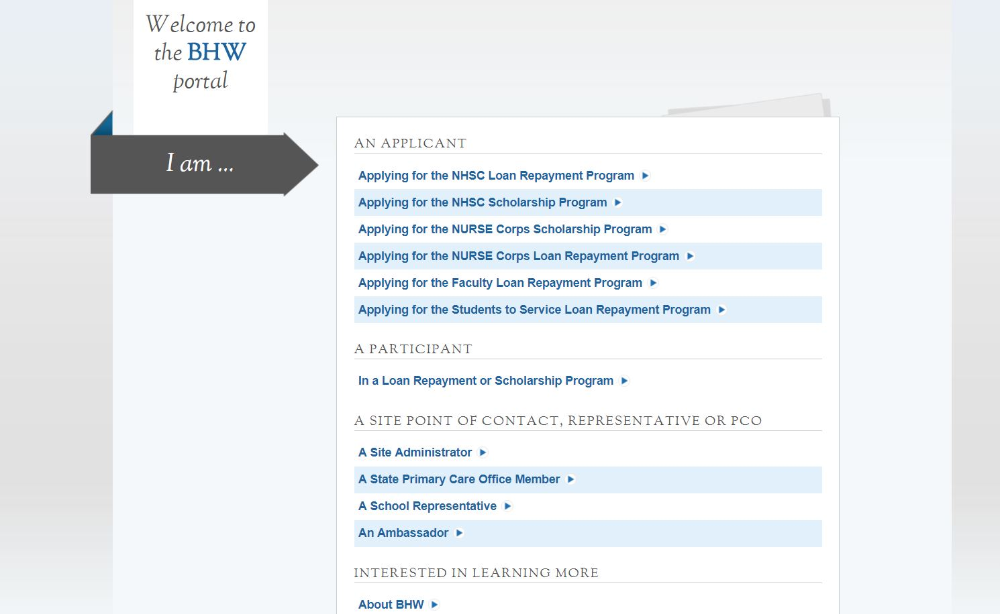 Welcome to
the BHW
portal
I am ...
AN APPLICANT
Applying for the NHSC Loan Repayment Program
Applying for the NHSC Scholarship Program
Applying for the NURSE Corps Scholarship Program
Applying for the NURSE Corps Loan Repayment Program
Applying for the Faculty Loan Repayment Program
Applying for the Students to Service Loan Repayment Program
A PARTICIPANT
In a Loan Repayment or Scholarship Program
A SITE POINT OF CONTACT, REPRESENTATIVE OR PCO
A Site Administrator
A State Primary Care Office Member
A School Representative
An Ambassador
INTERESTED IN LEARNING MORE
About BHW